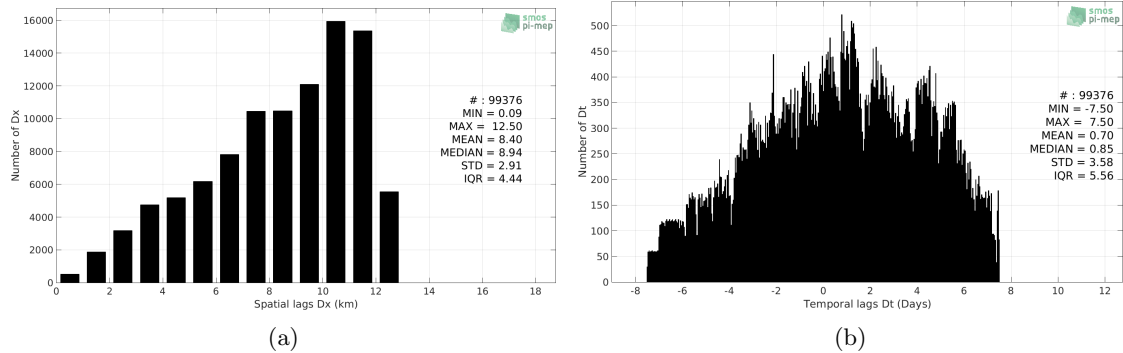 smos
pi-mep
16000
14000
12000
10000
8000
6000
4000
2000
0
Number of Dx
# : 99376
MIN = 0.09
MAX = 12.50
MEAN = 8.40
MEDIAN = 8.94
STD = 2.91
IQR = 4.44
0 2 4 6 8 10 12 14 16 18
Spatial lags Dx (km)
(a)
smos
pi-mep
500
450
400
350
300
250
200
150
100
50
0
Number of Dt
# : 99376
MIN = -7.50
MAX = 7.50
MEAN = 0.70
MEDIAN = 0.85
STD = 3.58
IQR = 5.56
-8 -6 -4 -2 0 2 4 6 8 10 12
Temporal lags Dt (Days)
(b)